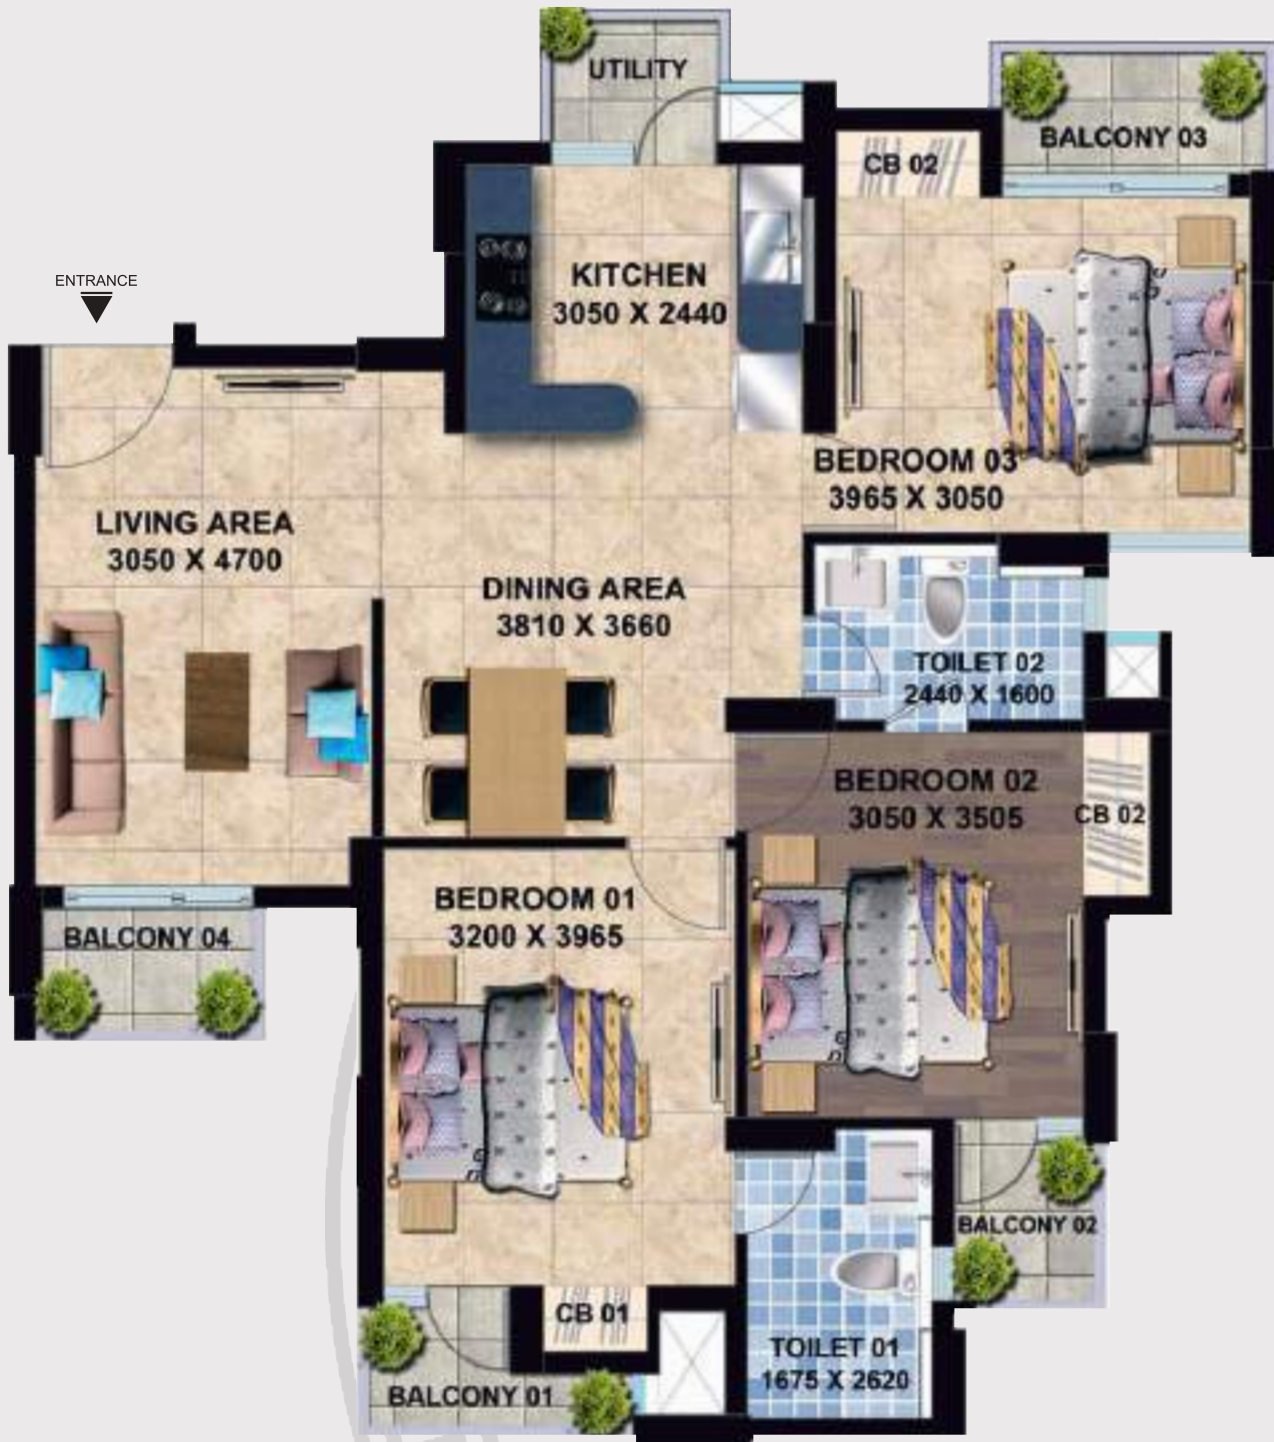 UTILITY
BALCONY 03
CB 02
KITCHEN
3050 X 2440
ENTRANCE
BEDROOM 03
3965 X 3050
LIVING AREA
3050 X 4700
DINING AREA
3810 X 3660
TOILET 02
2440 X 1600
BEDROOM 02
3050 X 3505
CB 02
BEDROOM 01
3200 X 3965
BALCONY 04
BALCONY 02
CB 01
TOILET 01
1675 X 2620
BALCONY 01